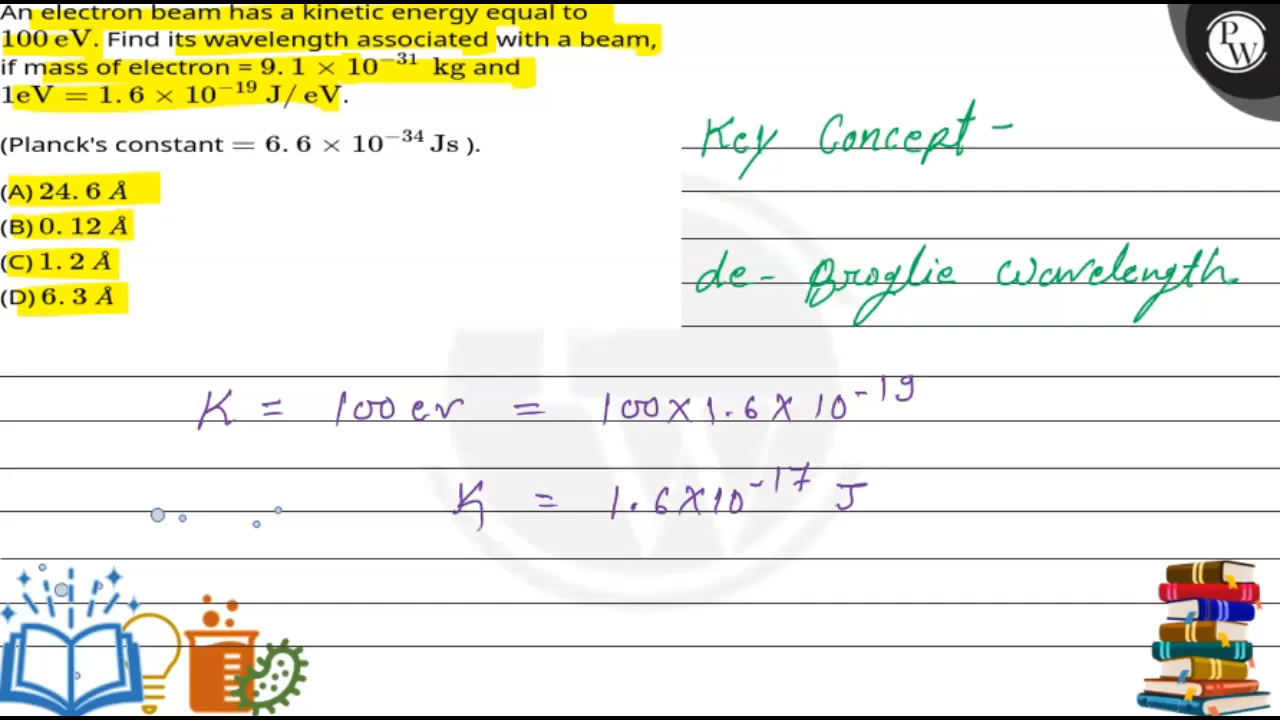 An electron beam has a kinetic energy equal to
100 eV. Find its wavelength associated with a beam,
if mass of electron = 9. 1 × 10⁻³¹ kg and
1eV = 1. 6 × 10⁻¹⁹ J/ eV.
(Planck's constant = 6. 6 × 10⁻³⁴ Js ).
(A) 24. 6 Å
(B) 0. 12 Å
(C) 1. 2 Å
(D) 6. 3 Å
PW
Key Concept -
de - Broglie wavelength.
K = 100 ev = 100 × 1.6 × 10⁻¹⁹
K = 1.6 × 10⁻¹⁷ J